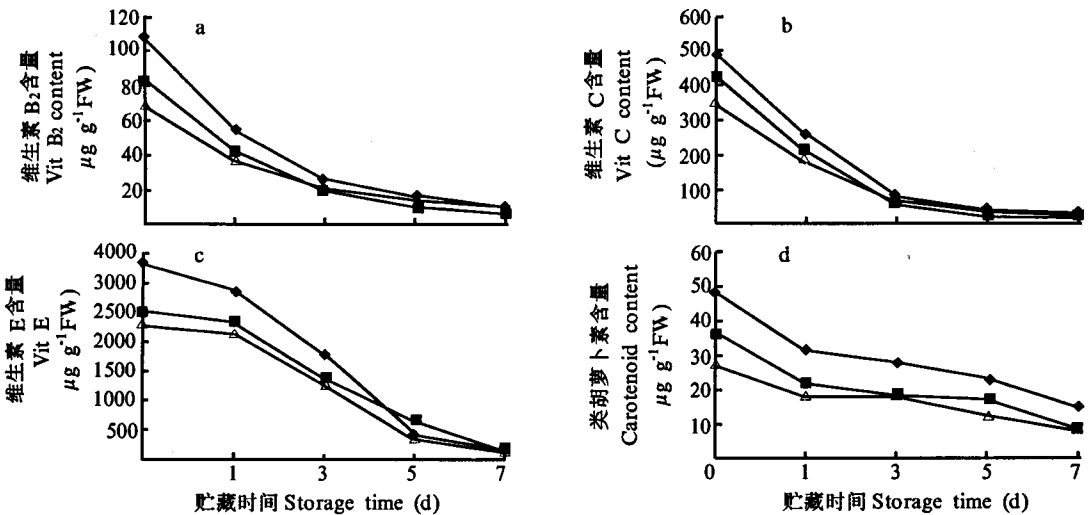 a
120
100
80
60
40
20
维生素 B₂含量
Vit B₂ content
μg g⁻¹FW)
b
600
500
400
300
200
100
维生素 C含量
Vit C content
(μg g⁻¹FW)
c
4000
3000
2500
2000
1500
1000
500
维生素 E含量
Vit E
μg g⁻¹FW)
1 3 5 7
贮藏时间 Storage time (d)
d
60
50
40
30
20
10
类胡萝卜素含量
Carotenoid content
μg g⁻¹FW)
0 1 3 5 7
贮藏时间 Storage time (d)